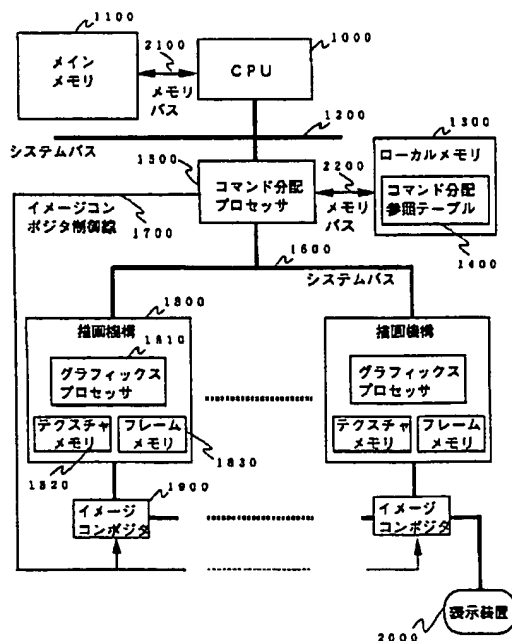 1100
メイン
メモリ
2100
メモリ
バス
1000
CPU
1200
システムバス
1500
コマンド分配
プロセッサ
2200
メモリ
バス
1300
ローカルメモリ
コマンド分配
参照テーブル
1400
イメージコン
ポジタ制御線
1700
1600
システムバス
1800
描画機構
1810
グラフィックス
プロセッサ
テクスチャ
メモリ
フレーム
メモリ
1820
1830
1900
イメージ
コンポジタ
描画機構
グラフィックス
プロセッサ
テクスチャ
メモリ
フレーム
メモリ
イメージ
コンポジタ
表示装置
2000